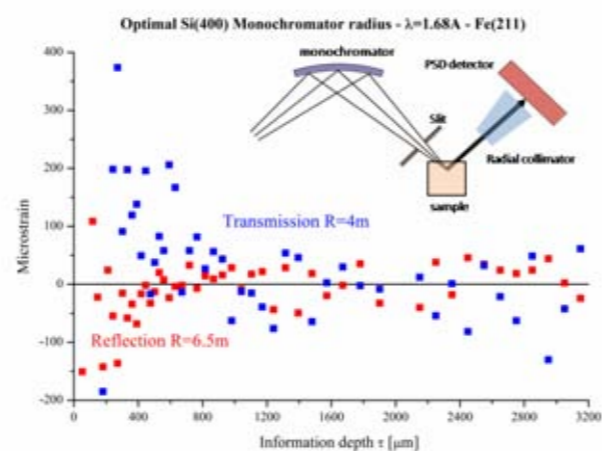 Optimal Si(400) Monochromator radius - λ=1.68A - Fe(211)
monochromator
PSD detector
Slit
Radial collimator
sample
Transmission R=4m
Reflection R=6.5m
Microstrain
400
300
200
100
0
-100
-200
0 400 800 1200 1600 2000 2400 2800 3200
Information depth τ [μm]